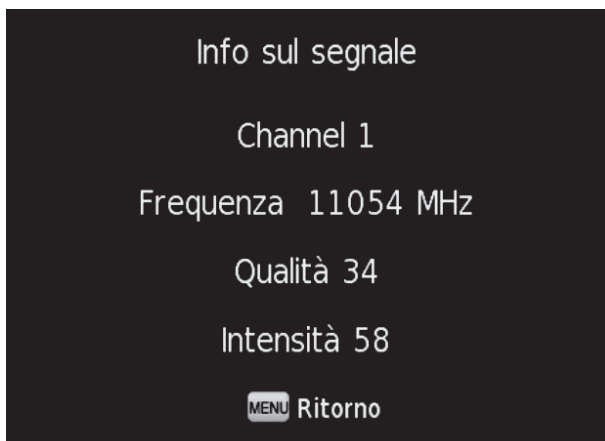 Info sul segnale
Channel 1
Frequenza 11054 MHz
Qualità 34
Intensità 58
MENU Ritorno